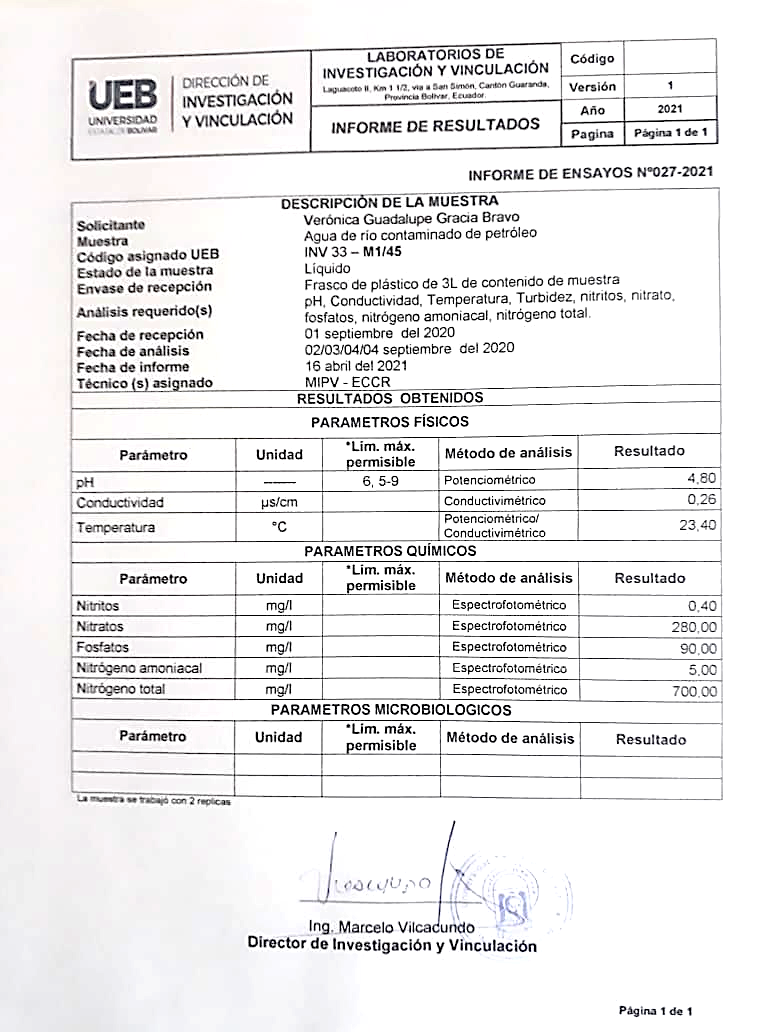 UEB
UNIVERSIDAD
ESTATAL DE BOLIVAR
DIRECCIÓN DE
INVESTIGACIÓN
Y VINCULACIÓN
LABORATORIOS DE
INVESTIGACIÓN Y VINCULACIÓN
Laguacoto II, Km 1 1/2, vía a San Simón, Cantón Guaranda,
Provincia Bolívar, Ecuador.
INFORME DE RESULTADOS
Código
Versión 1
Año 2021
Pagina Página 1 de 1
INFORME DE ENSAYOS Nº027-2021
DESCRIPCIÓN DE LA MUESTRA
Solicitante Verónica Guadalupe Gracia Bravo
Muestra Agua de río contaminado de petróleo
Código asignado UEB INV 33 – M1/45
Estado de la muestra Líquido
Envase de recepción Frasco de plástico de 3L de contenido de muestra
Análisis requerido(s) pH, Conductividad, Temperatura, Turbidez, nitritos, nitrato,
fosfatos, nitrógeno amoniacal, nitrógeno total.
Fecha de recepción 01 septiembre del 2020
Fecha de análisis 02/03/04/04 septiembre del 2020
Fecha de informe 16 abril del 2021
Técnico (s) asignado MIPV - ECCR
RESULTADOS OBTENIDOS
PARAMETROS FÍSICOS
Parámetro Unidad *Lim. máx. permisible Método de análisis Resultado
pH ------- 6, 5-9 Potenciométrico 4,80
Conductividad µs/cm Conductivimétrico 0,26
Temperatura °C Potenciométrico/ Conductivimétrico 23,40
PARAMETROS QUÍMICOS
Parámetro Unidad *Lim. máx. permisible Método de análisis Resultado
Nitritos mg/l Espectrofotométrico 0,40
Nitratos mg/l Espectrofotométrico 280,00
Fosfatos mg/l Espectrofotométrico 90,00
Nitrógeno amoniacal mg/l Espectrofotométrico 5,00
Nitrógeno total mg/l Espectrofotométrico 700,00
PARAMETROS MICROBIOLOGICOS
Parámetro Unidad *Lim. máx. permisible Método de análisis Resultado
La muestra se trabajó con 2 replicas
Ing. Marcelo Vilcacundo
Director de Investigación y Vinculación
Página 1 de 1